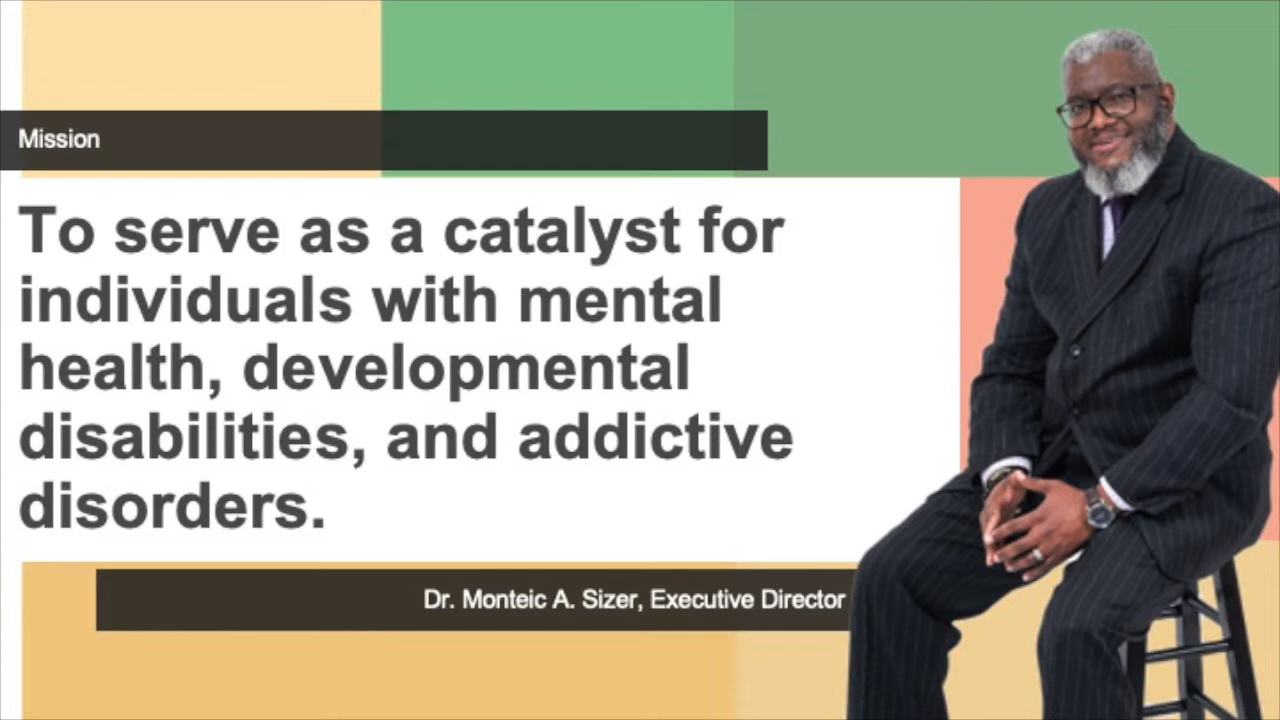 Mission
To serve as a catalyst for
individuals with mental
health, developmental
disabilities, and addictive
disorders.
Dr. Monteic A. Sizer, Executive Director